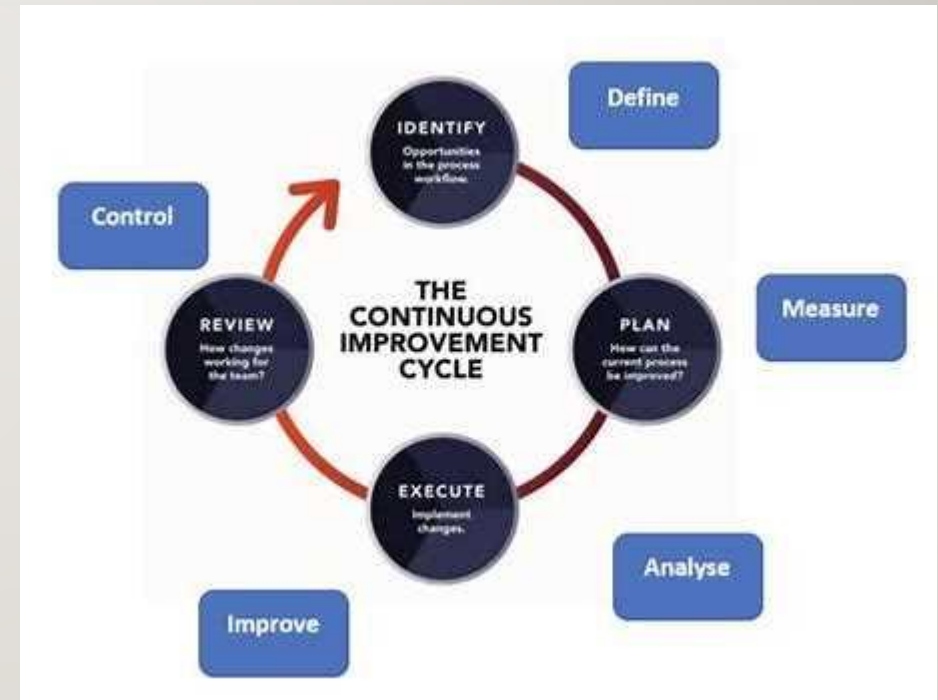 Define
IDENTIFY
Opportunities
in the process
workflow.
Control
THE
CONTINUOUS
IMPROVEMENT
CYCLE
Measure
REVIEW
How changes
working for
the team?
PLAN
How can the
current process
be improved?
EXECUTE
Implement
changes.
Analyse
Improve